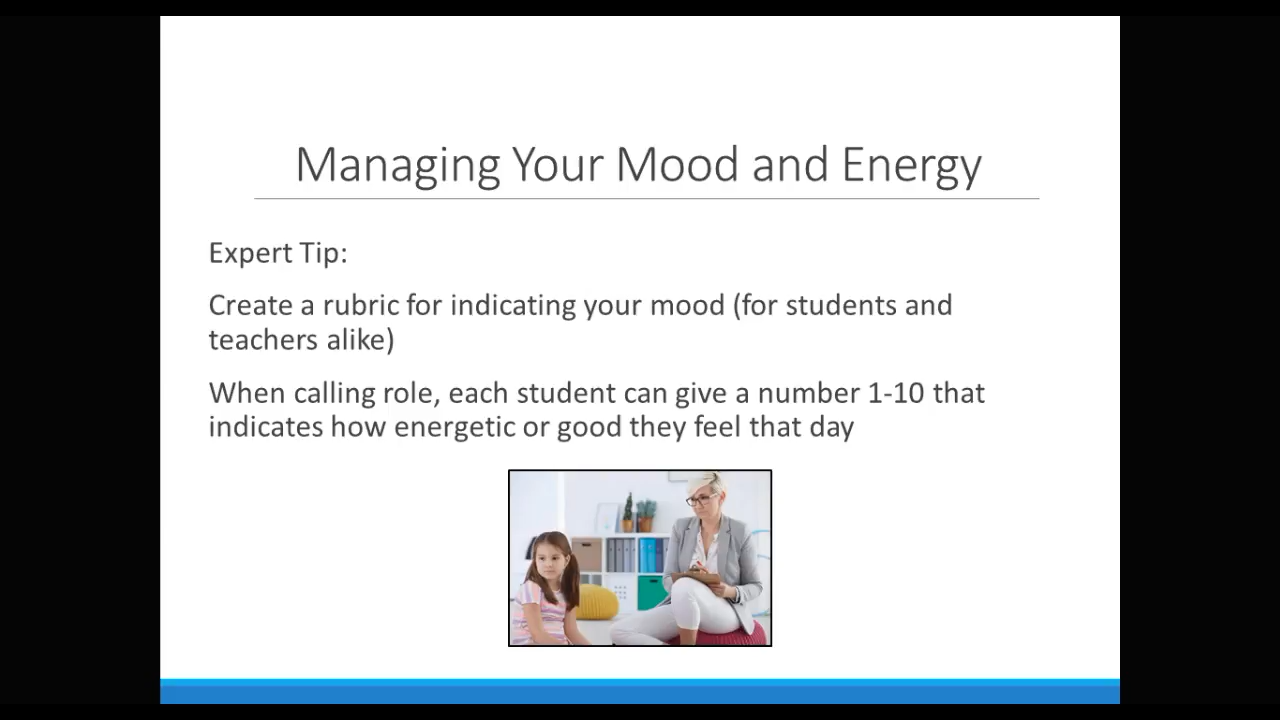 Managing Your Mood and Energy
Expert Tip:
Create a rubric for indicating your mood (for students and
teachers alike)
When calling role, each student can give a number 1-10 that
indicates how energetic or good they feel that day